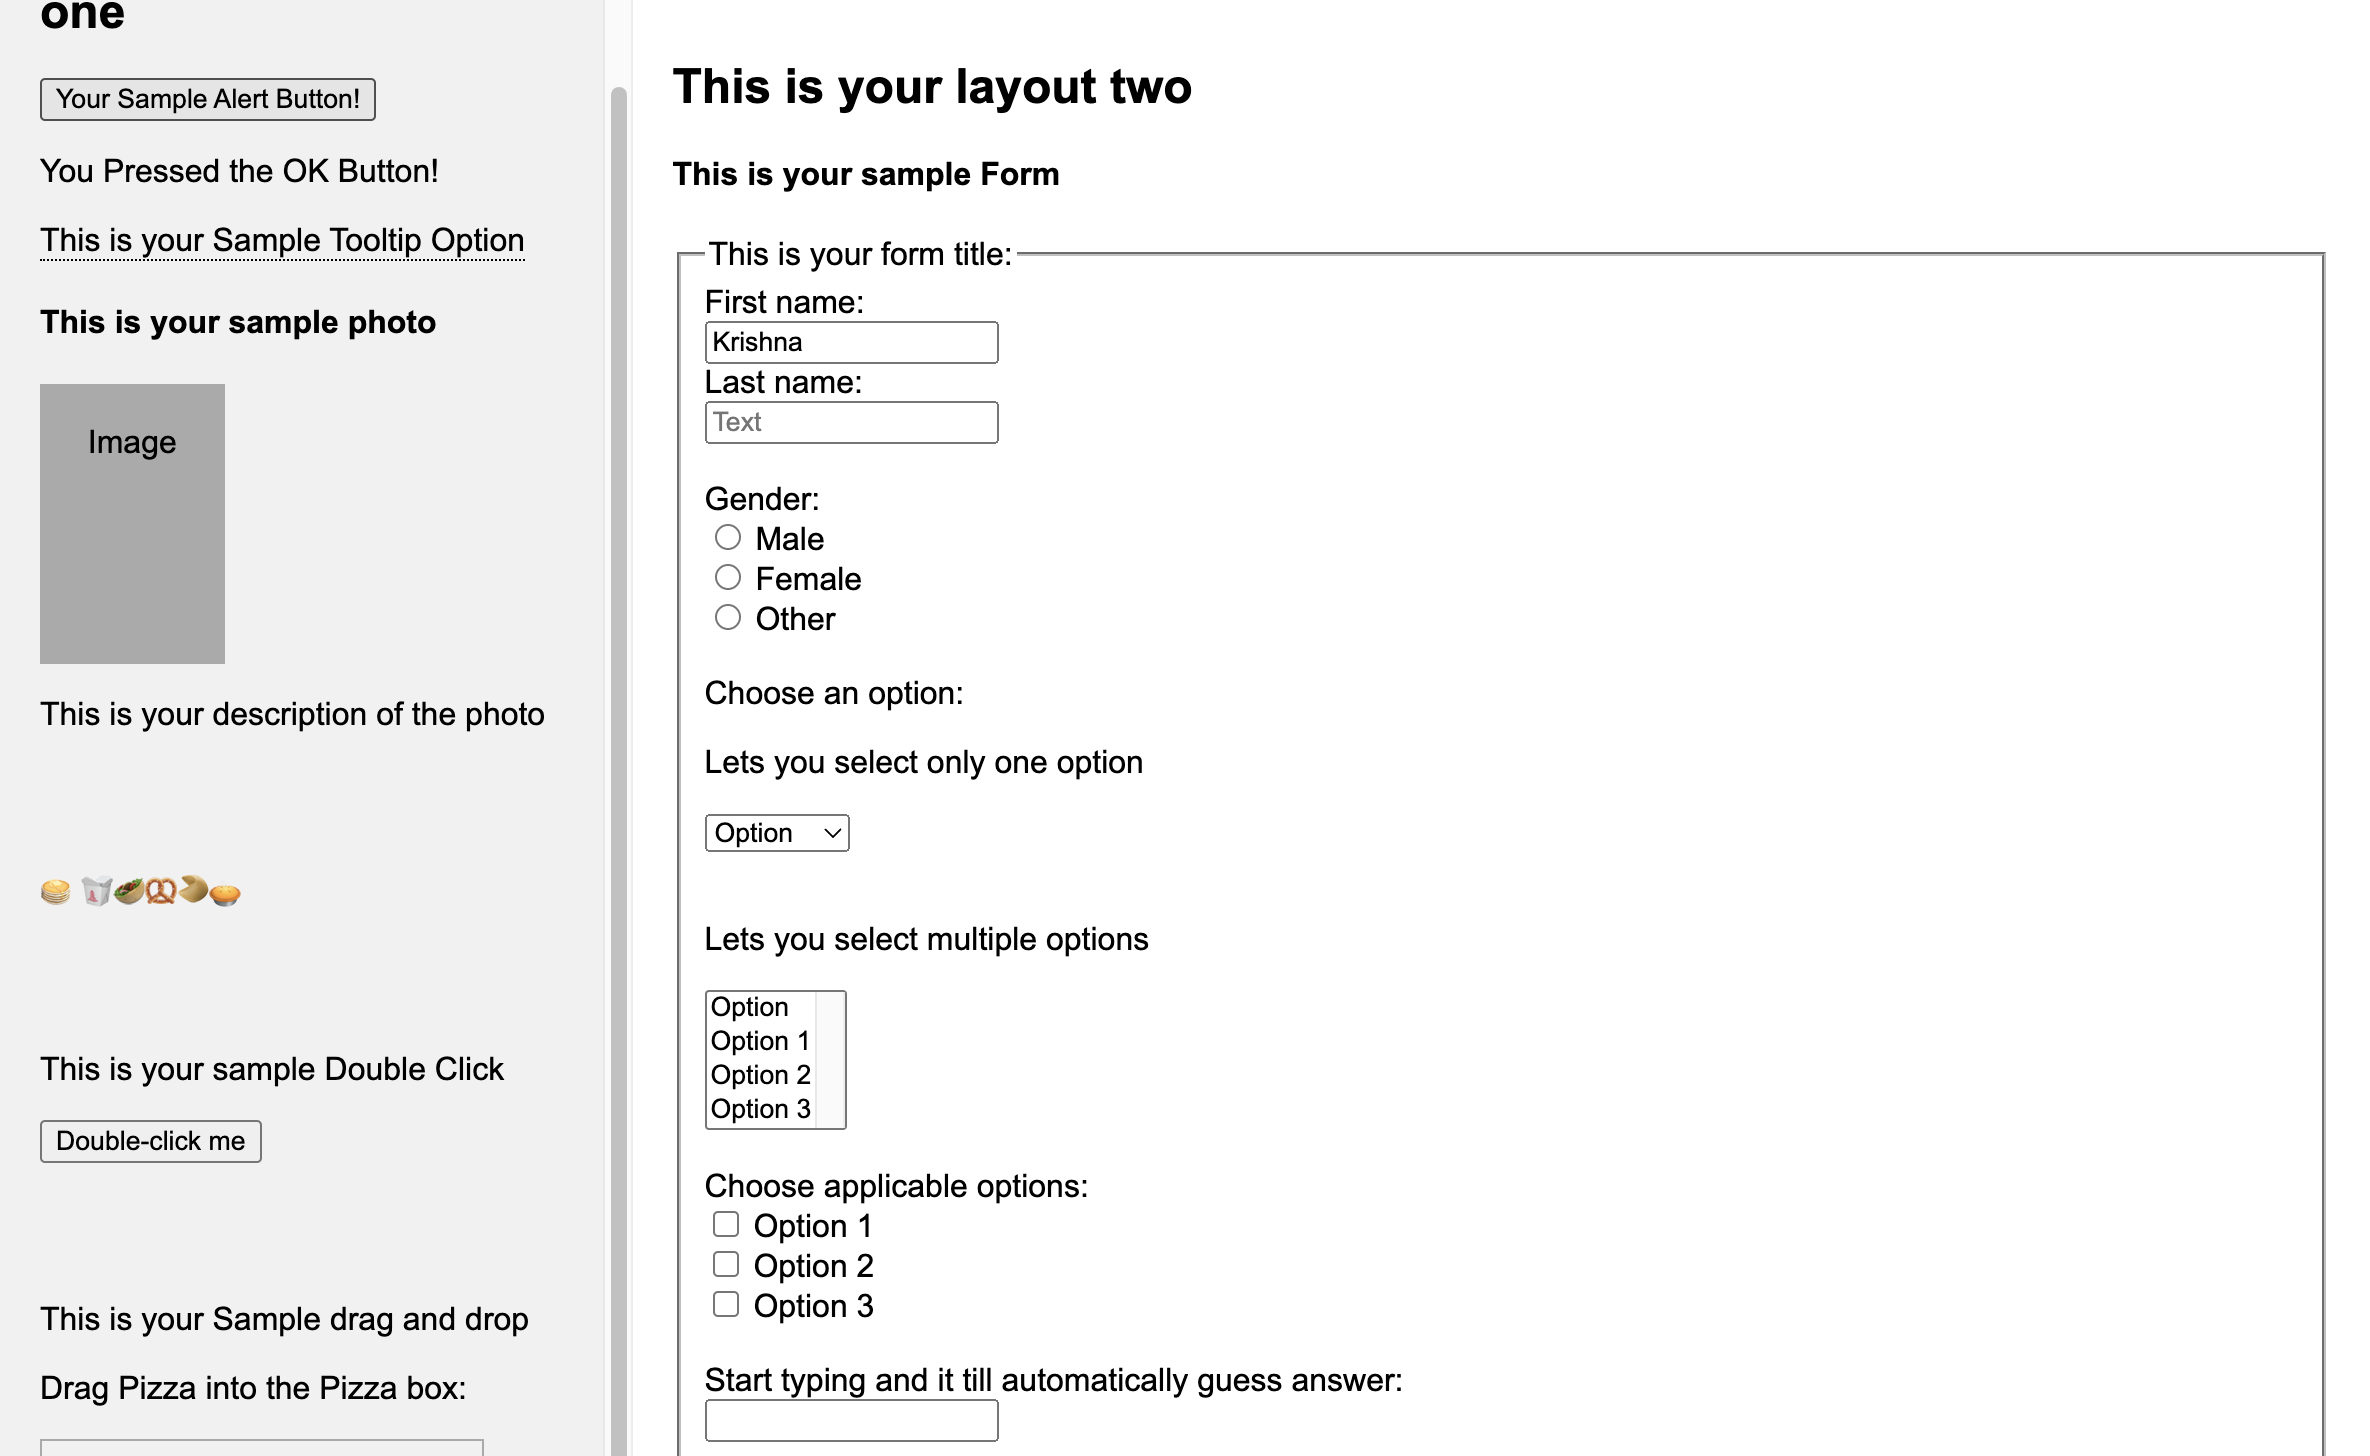 one
Your Sample Alert Button!
You Pressed the OK Button!
This is your Sample Tooltip Option
This is your sample photo
Image
This is your description of the photo
This is your sample Double Click
Double-click me
This is your Sample drag and drop
Drag Pizza into the Pizza box:
This is your layout two
This is your sample Form
This is your form title:
First name:
Krishna
Last name:
Text
Gender:
Male
Female
Other
Choose an option:
Lets you select only one option
Option
Lets you select multiple options
Option
Option 1
Option 2
Option 3
Choose applicable options:
Option 1
Option 2
Option 3
Start typing and it till automatically guess answer: